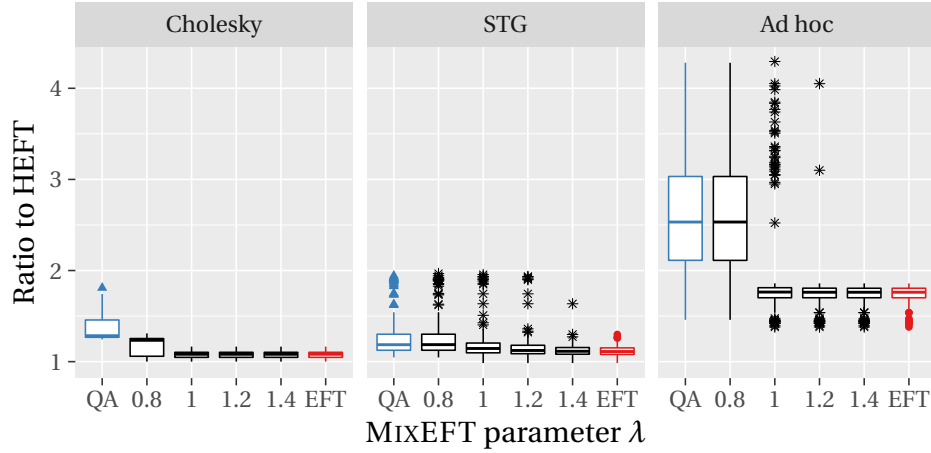 Cholesky STG Ad hoc
Ratio to HEFT
4
3
2
1
QA 0.8 1 1.2 1.4 EFT QA 0.8 1 1.2 1.4 EFT QA 0.8 1 1.2 1.4 EFT
MIXEFT parameter λ